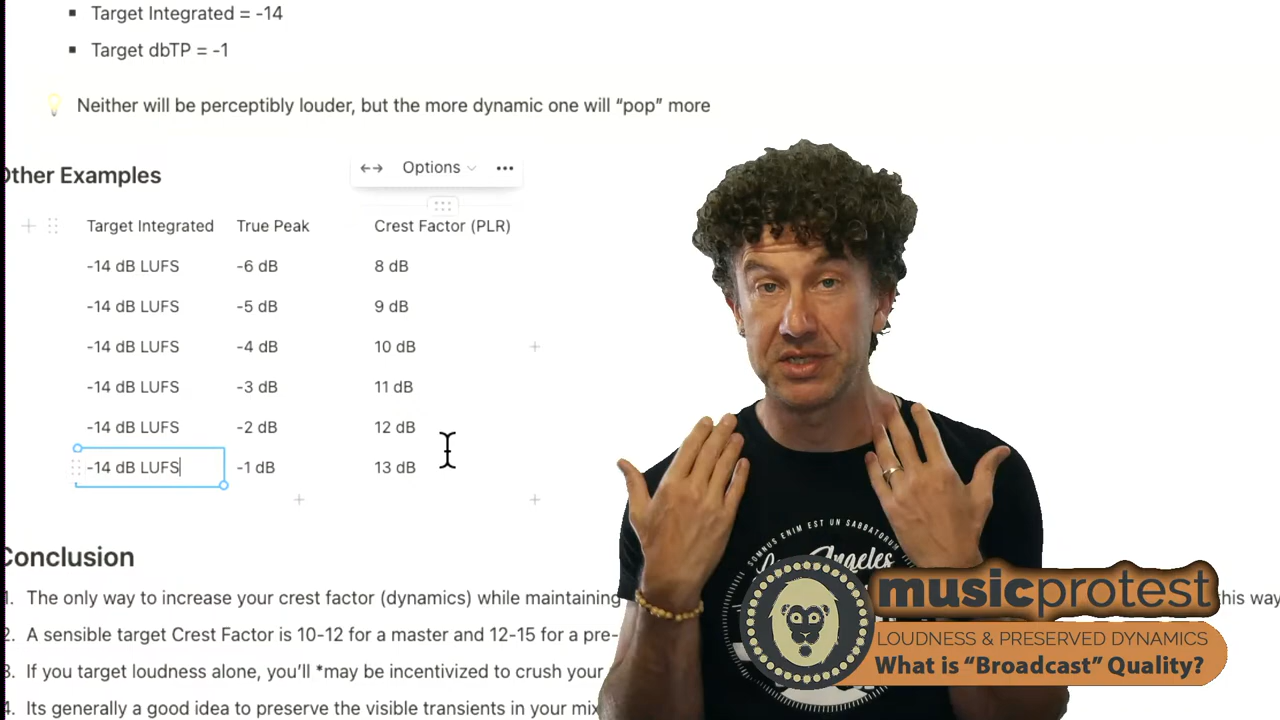 Target Integrated = -14
Target dbTP = -1
Neither will be perceptibly louder, but the more dynamic one will “pop” more
Other Examples
Options
Target Integrated True Peak Crest Factor (PLR)
-14 dB LUFS -6 dB 8 dB
-14 dB LUFS -5 dB 9 dB
-14 dB LUFS -4 dB 10 dB
-14 dB LUFS -3 dB 11 dB
-14 dB LUFS -2 dB 12 dB
-14 dB LUFS -1 dB 13 dB
Conclusion
1. The only way to increase your crest factor (dynamics) while maintaining this way
2. A sensible target Crest Factor is 10-12 for a master and 12-15 for a pre-
3. If you target loudness alone, you’ll *may be incentivized to crush your
4. Its generally a good idea to preserve the visible transients in your mix
SOMNUS ENIM EST UN SABBATORUM
Los Angeles
musicprotest
LOUDNESS & PRESERVED DYNAMICS
What is “Broadcast” Quality?